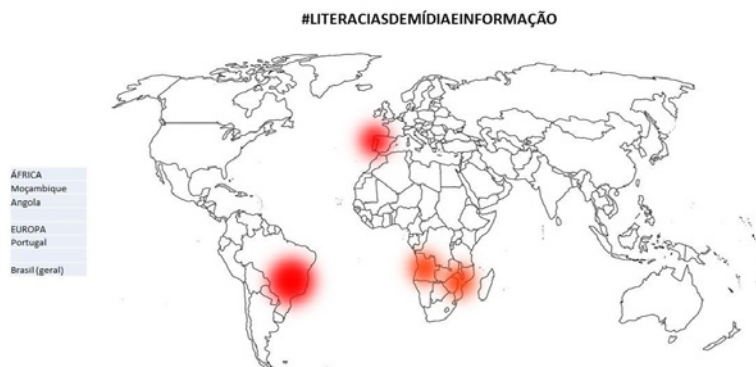 #LITERACIASDEMÍDIAEINFORMAÇÃO
ÁFRICA
Moçambique
Angola
EUROPA
Portugal
Brasil (geral)